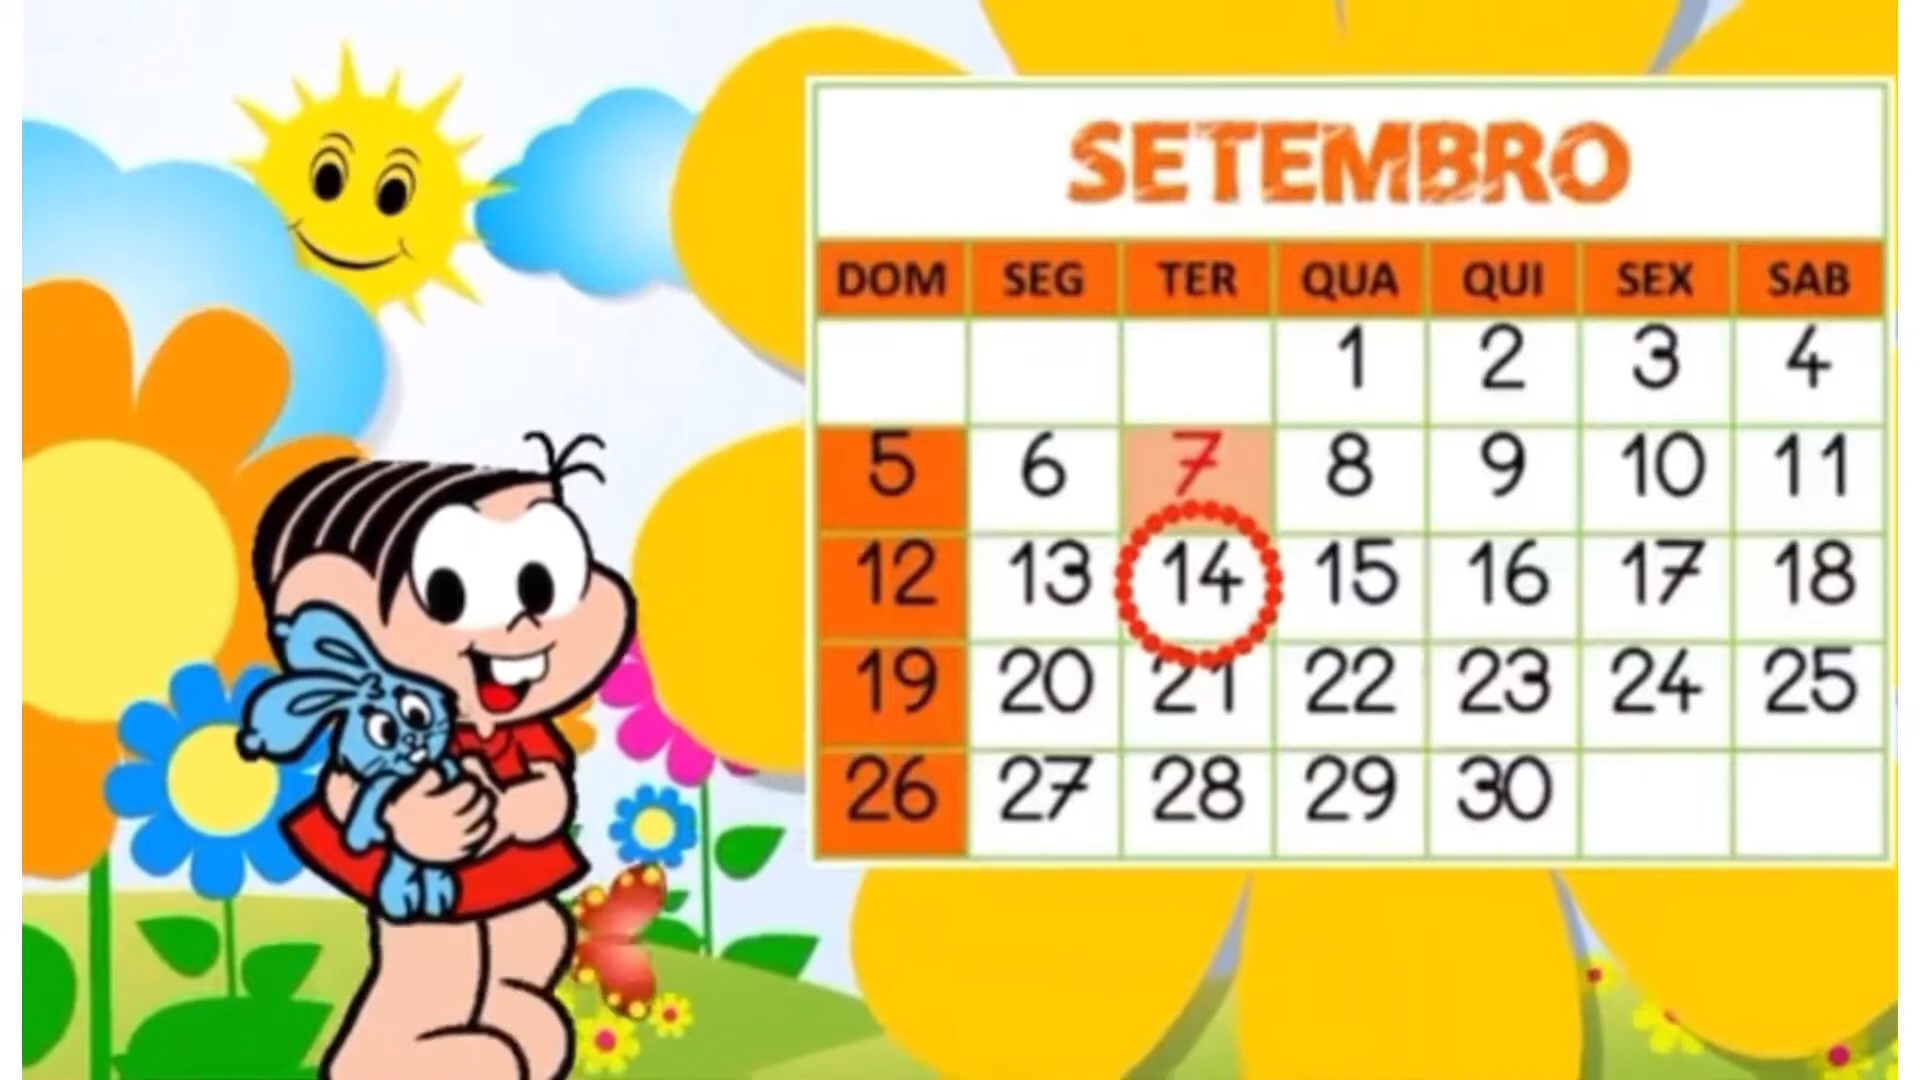 SETEMBRO
DOM SEG TER QUA QUI SEX SAB
1 2 3 4
5 6 7 8 9 10 11
12 13 14 15 16 17 18
19 20 21 22 23 24 25
26 27 28 29 30